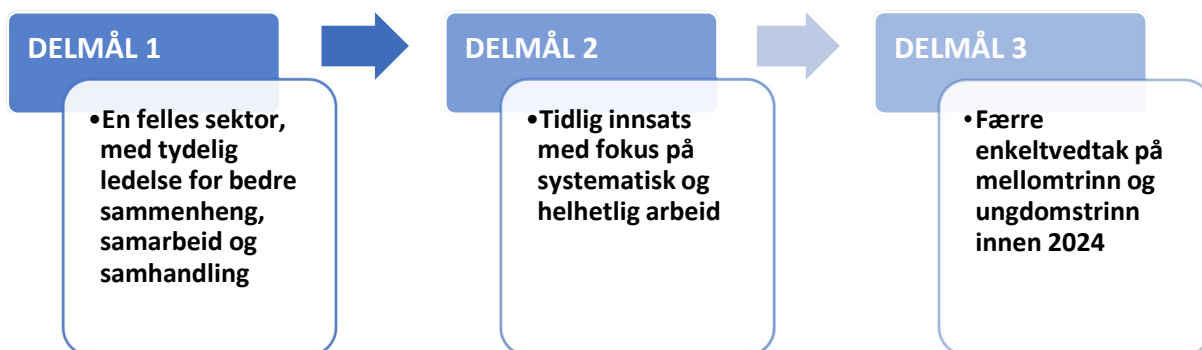 DELMÅL 1
•En felles sektor,
med tydelig
ledelse for bedre
sammenheng,
samarbeid og
samhandling
DELMÅL 2
•Tidlig innsats
med fokus på
systematisk og
helhetlig arbeid
DELMÅL 3
•Færre
enkeltvedtak på
mellomtrinn og
ungdomstrinn
innen 2024